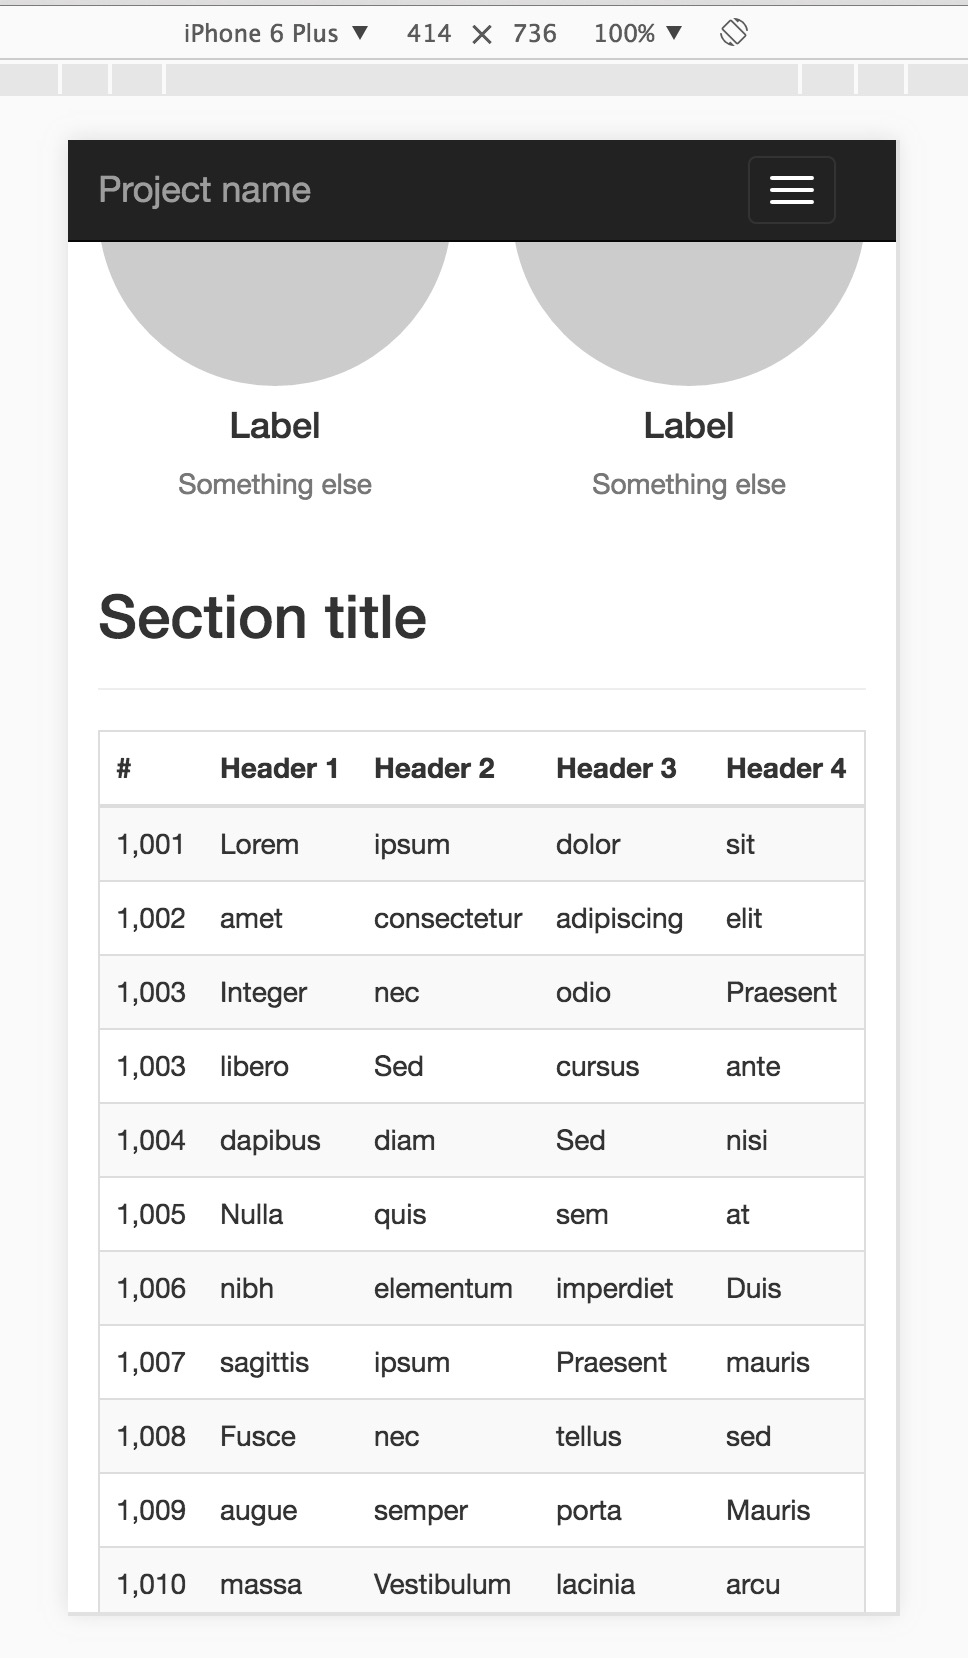 iPhone 6 Plus ▼ 414 × 736 100% ▼
Project name
Label Label
Something else Something else
Section title
# Header 1 Header 2 Header 3 Header 4
1,001 Lorem ipsum dolor sit
1,002 amet consectetur adipiscing elit
1,003 Integer nec odio Praesent
1,003 libero Sed cursus ante
1,004 dapibus diam Sed nisi
1,005 Nulla quis sem at
1,006 nibh elementum imperdiet Duis
1,007 sagittis ipsum Praesent mauris
1,008 Fusce nec tellus sed
1,009 augue semper porta Mauris
1,010 massa Vestibulum lacinia arcu